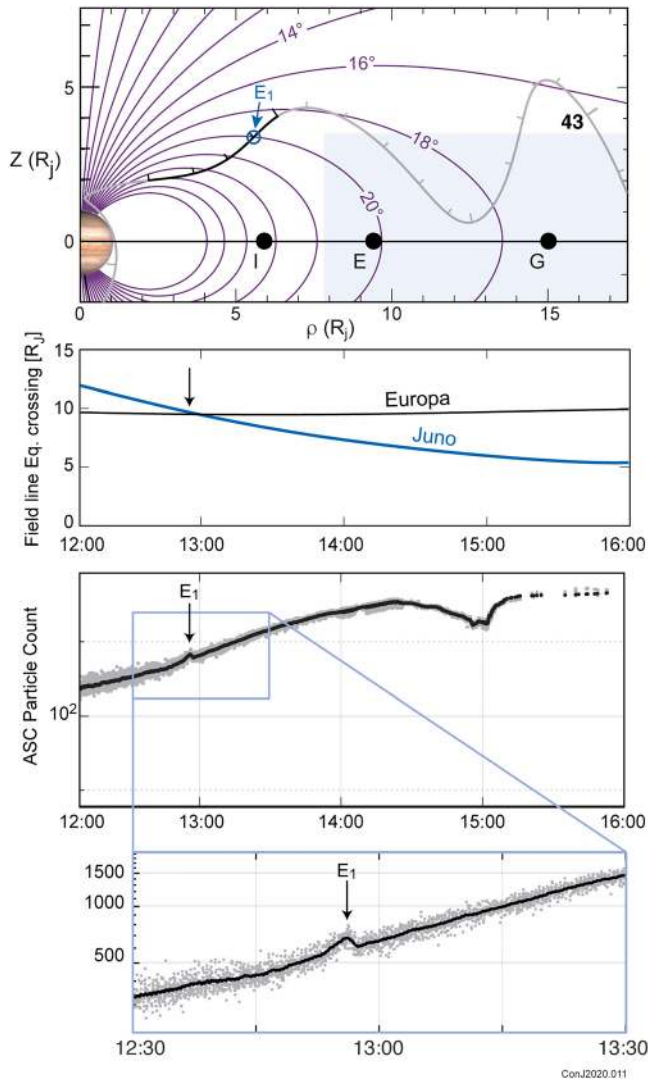 14°
16°
E1
43
18°
20°
Z (Rj)
5
0
I
E
G
0
5
10
15
ρ (Rj)
15
10
5
0
Field line Eq. crossing [RJ]
Europa
Juno
12:00
13:00
14:00
15:00
16:00
E1
10²
ASC Particle Count
12:00
13:00
14:00
15:00
16:00
E1
1500
1000
500
12:30
13:00
13:30
ConJ2020.011